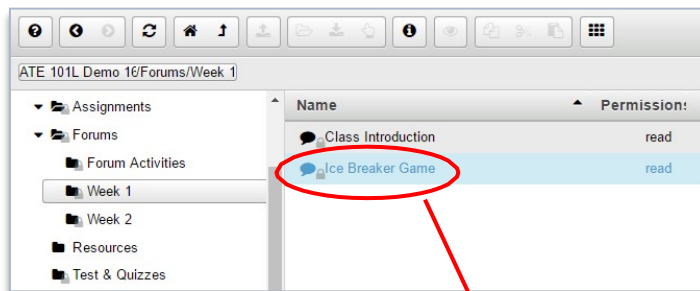 ATE 101L Demo 16/Forums/Week 1
Assignments
Forums
Forum Activities
Week 1
Week 2
Resources
Test & Quizzes
Name Permissions
Class Introduction read
Ice Breaker Game read